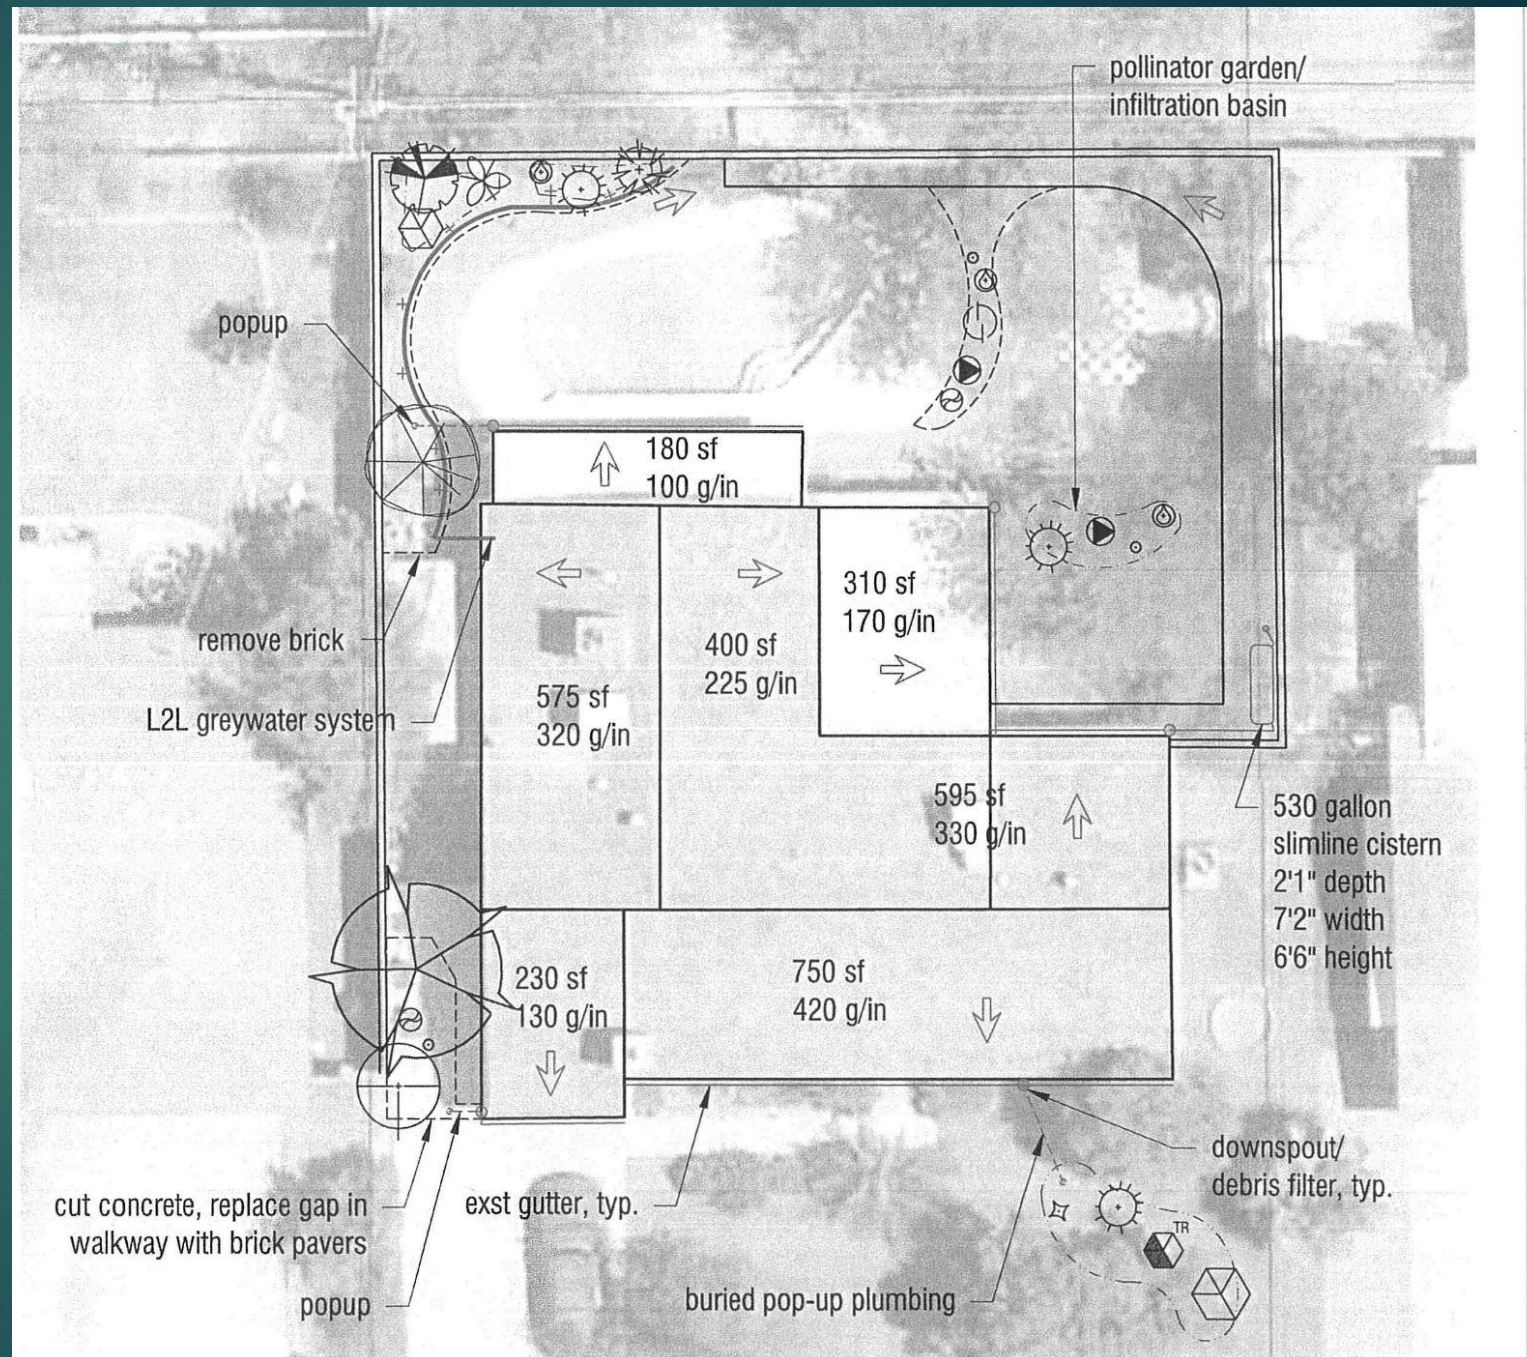 pollinator garden/
infiltration basin
popup
180 sf
100 g/in
310 sf
170 g/in
remove brick
400 sf
225 g/in
575 sf
320 g/in
L2L greywater system
595 sf
330 g/in
530 gallon
slimline cistern
2'1" depth
7'2" width
6'6" height
230 sf
130 g/in
750 sf
420 g/in
downspout/
debris filter, typ.
cut concrete, replace gap in
walkway with brick pavers
exst gutter, typ.
TR
popup
buried pop-up plumbing